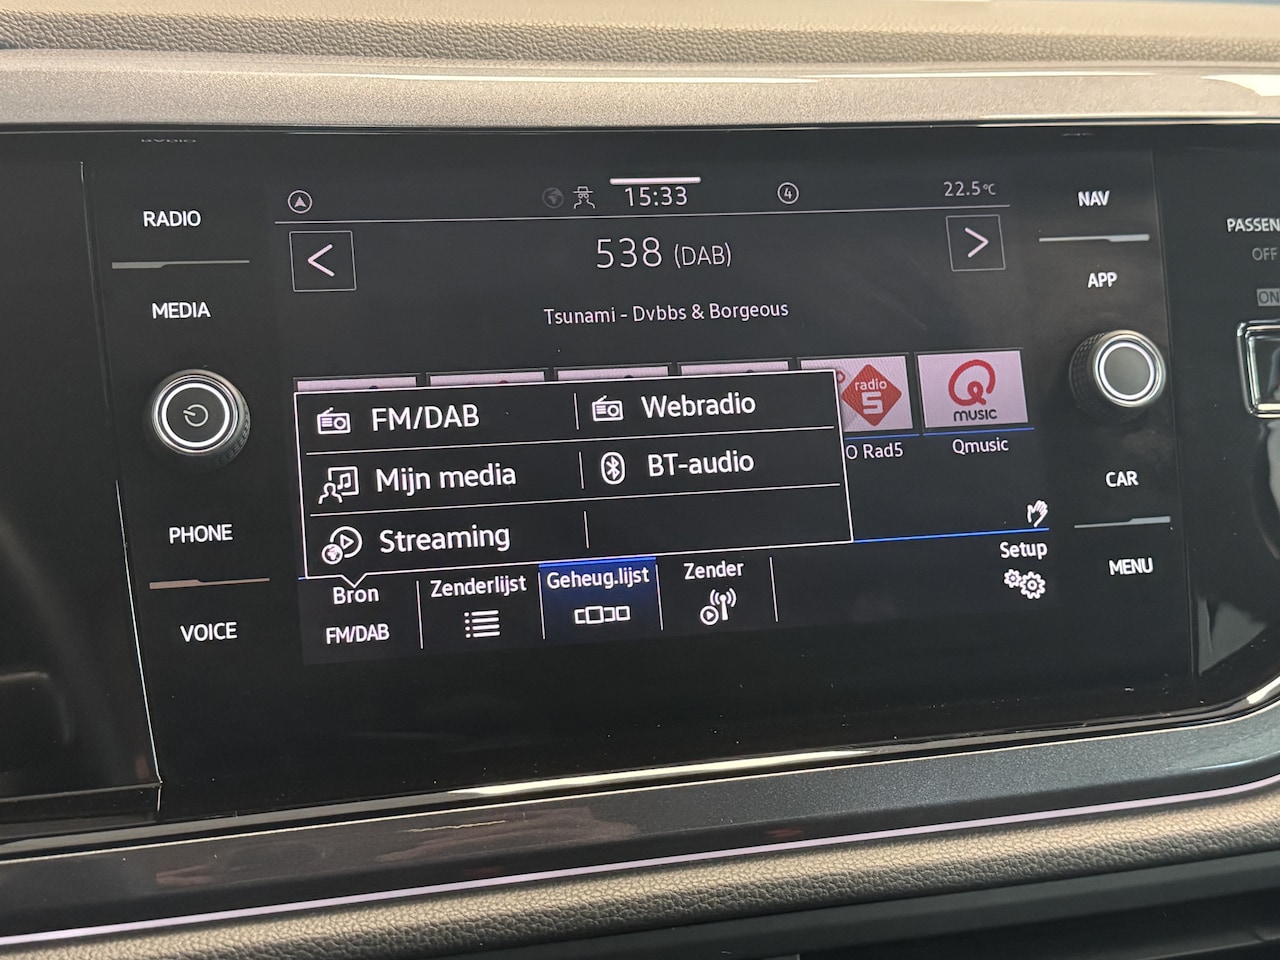 RADIO
MEDIA
PHONE
VOICE
15:33
4
22.5°C
538 (DAB)
Tsunami - Dvbbs & Borgeous
FM/DAB
Webradio
Mijn media
BT-audio
Streaming
radio
5
O Rad5
Q
MUSIC
Qmusic
Bron
FM/DAB
Zenderlijst
Geheug.lijst
Zender
Setup
NAV
APP
CAR
MENU
PASSEN
OFF
ON